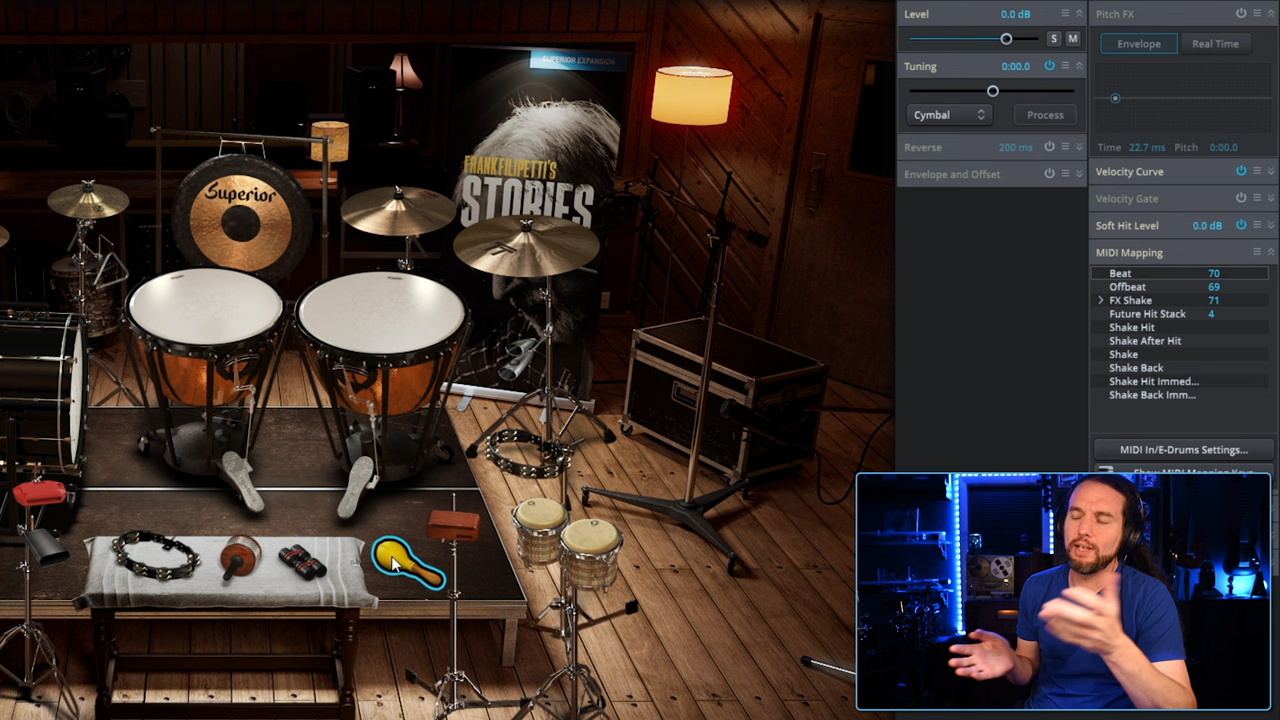 SUPERIOR EXPANSION
FRANK FILIPETTI'S
STORIES
Superior
Level 0.0 dB
S M
Tuning 0:00.0
Cymbal Process
Reverse 200 ms
Envelope and Offset
Pitch FX
Envelope Real Time
Time 22.7 ms Pitch 0:00.0
Velocity Curve
Velocity Gate
Soft Hit Level 0.0 dB
MIDI Mapping
Beat 70
Offbeat 69
FX Shake 71
Future Hit Stack 4
Shake Hit
Shake After Hit
Shake
Shake Back
Shake Hit Immed...
Shake Back Imm...
MIDI In/E-Drums Settings...
Show MIDI Mapping Keys